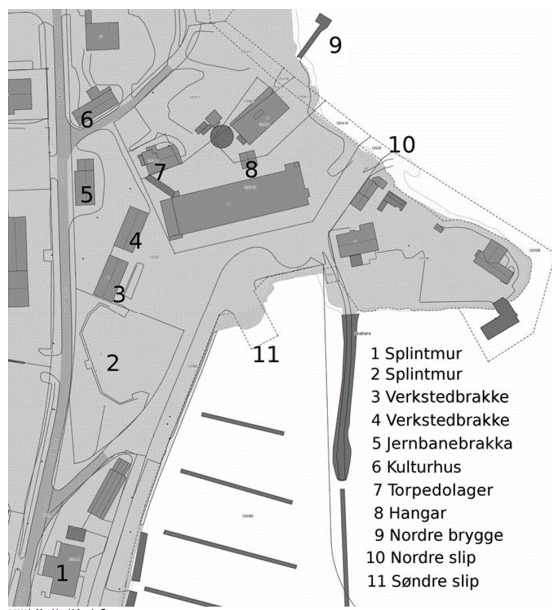 9
10
6
7
8
5
4
3
2
11
1
1 Splintmur
2 Splintmur
3 Verkstedbrakke
4 Verkstedbrakke
5 Jernbanebrakka
6 Kulturhus
7 Torpedolager
8 Hangar
9 Nordre brygge
10 Nordre slip
11 Søndre slip